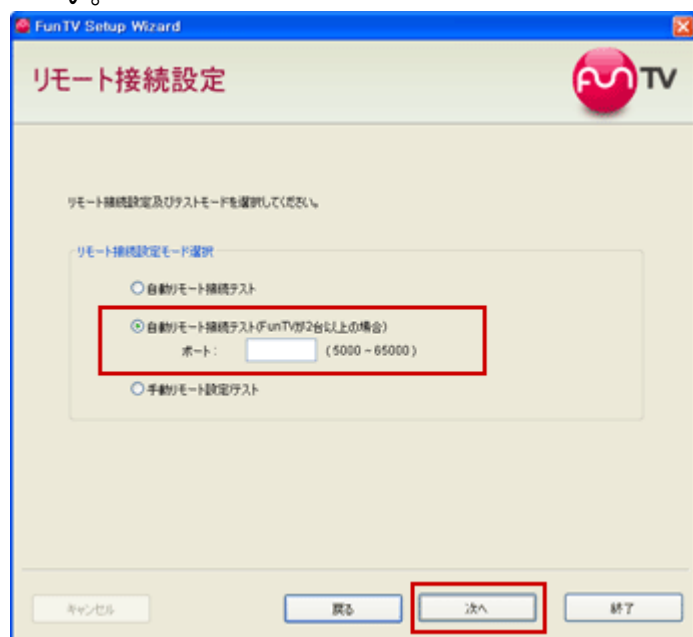 い。
FunTV Setup Wizard
リモート接続設定
FUN TV
リモート接続設定及びテストモードを選択してください。
リモート接続設定モード選択
自動リモート接続テスト
自動リモート接続テスト(FunTVが2台以上の場合)
ポート: (5000 ~ 65000)
手動リモート設定/テスト
キャンセル 戻る 次へ 終了